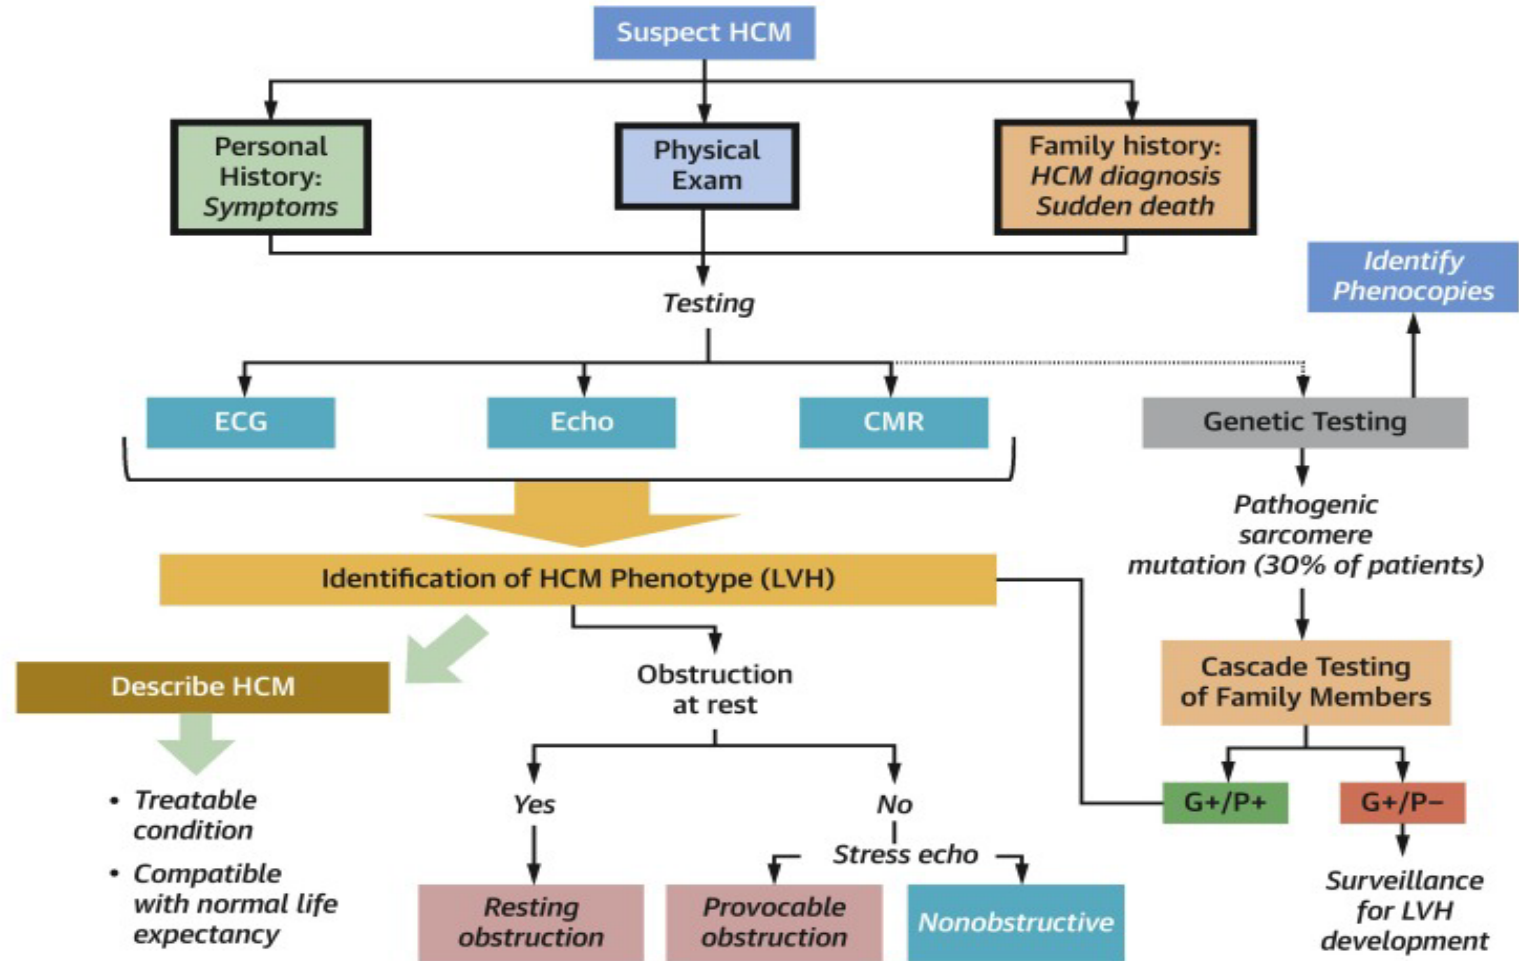 Suspect HCM
Personal
History:
Symptoms
Physical
Exam
Family history:
HCM diagnosis
Sudden death
Identify
Phenocopies
Testing
ECG
Echo
CMR
Genetic Testing
Pathogenic
sarcomere
mutation (30% of patients)
Identification of HCM Phenotype (LVH)
Describe HCM
Obstruction
at rest
Cascade Testing
of Family Members
• Treatable
condition
• Compatible
with normal life
expectancy
Yes
No
G+/P+
G+/P−
Stress echo
Resting
obstruction
Provocable
obstruction
Nonobstructive
Surveillance
for LVH
development